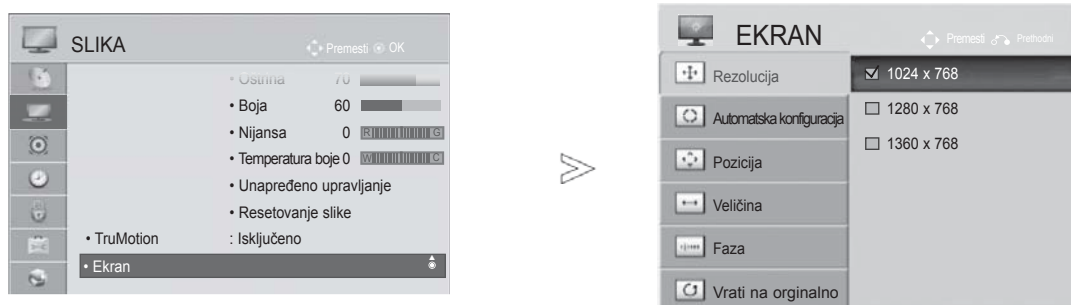 SLIKA
Premesti OK
• Oštrina 70
• Boja 60
• Nijansa 0 R G
• Temperatura boje 0 W C
• Unapređeno upravljanje
• Resetovanje slike
• TruMotion : Isključeno
• Ekran
EKRAN
Premesti Prethodni
Rezolucija
Automatska konfiguracija
Pozicija
Veličina
Faza
Vrati na orginalno
1024 x 768
1280 x 768
1360 x 768